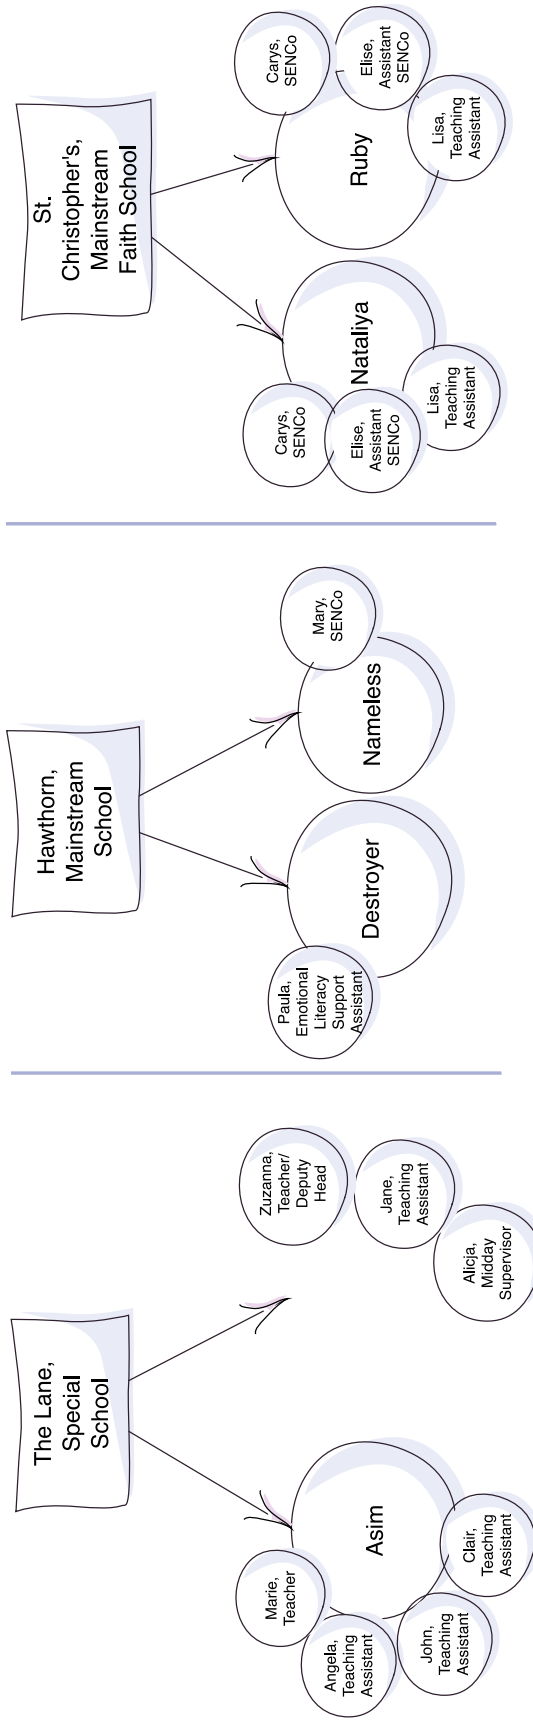 The Lane,
Special
School
Marie,
Teacher
Angela,
Teaching
Assistant
John,
Teaching
Assistant
Clair,
Teaching
Assistant
Asim
Zuzanna,
Teacher/
Deputy
Head
Jane,
Teaching
Assistant
Alicja,
Midday
Supervisor
Hawthorn,
Mainstream
School
Paula,
Emotional
Literacy
Support
Assistant
Destroyer
Nameless
Mary,
SENCo
St.
Christopher's,
Mainstream
Faith School
Carys,
SENCo
Elise,
Assistant
SENCo
Lisa,
Teaching
Assistant
Nataliya
Ruby
Carys,
SENCo
Elise,
Assistant
SENCo
Lisa,
Teaching
Assistant